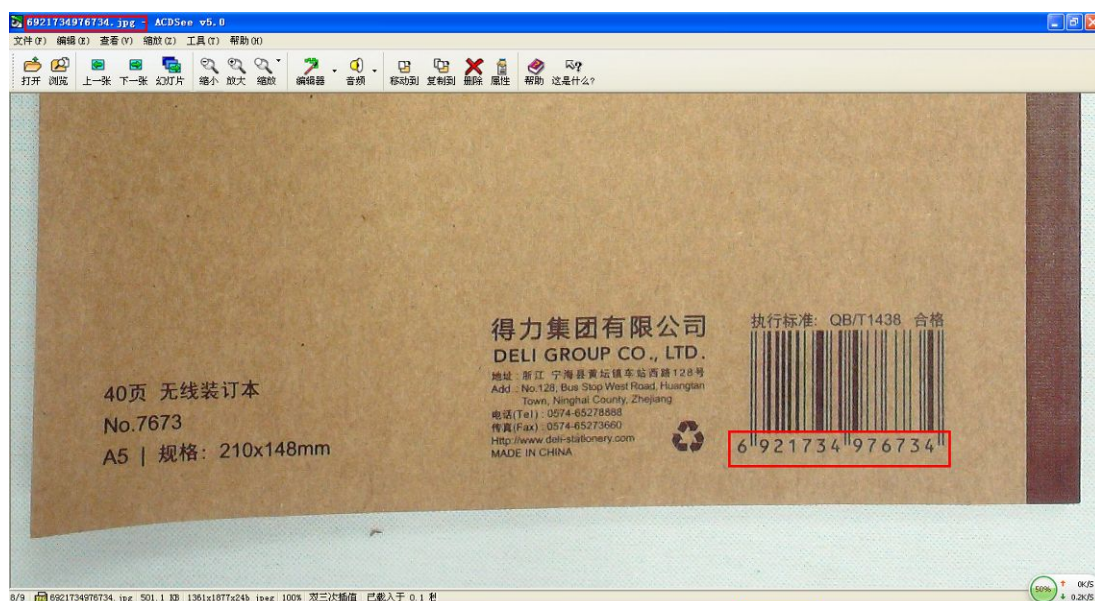 6921734976734.jpg - ACDSee v5.0
文件(F) 编辑(E) 查看(V) 缩放(Z) 工具(T) 帮助(H)
打开 浏览 上一张 下一张 幻灯片 缩小 放大 缩放 编辑器 音频 移动到 复制到 删除 属性 帮助 这是什么?
得力集团有限公司
DELI GROUP CO., LTD.
地址: 浙江 宁海县黄坛镇车站西路128号
Add : No.128, Bus Stop West Road, Huangtan
Town, Ninghai County, Zhejiang
电话(Tel) : 0574-65278888
传真(Fax) : 0574-65273660
Http://www.deli-stationery.com
MADE IN CHINA
执行标准: QB/T1438 合格
6 921734 976734
40页 无线装订本
No.7673
A5 | 规格: 210x148mm
8/9 6921734976734.jpg 501.1 KB 1361x1877x24b jpeg 100% 双三次插值 已载入于 0.1 秒
50% 0K/S
0.2K/S